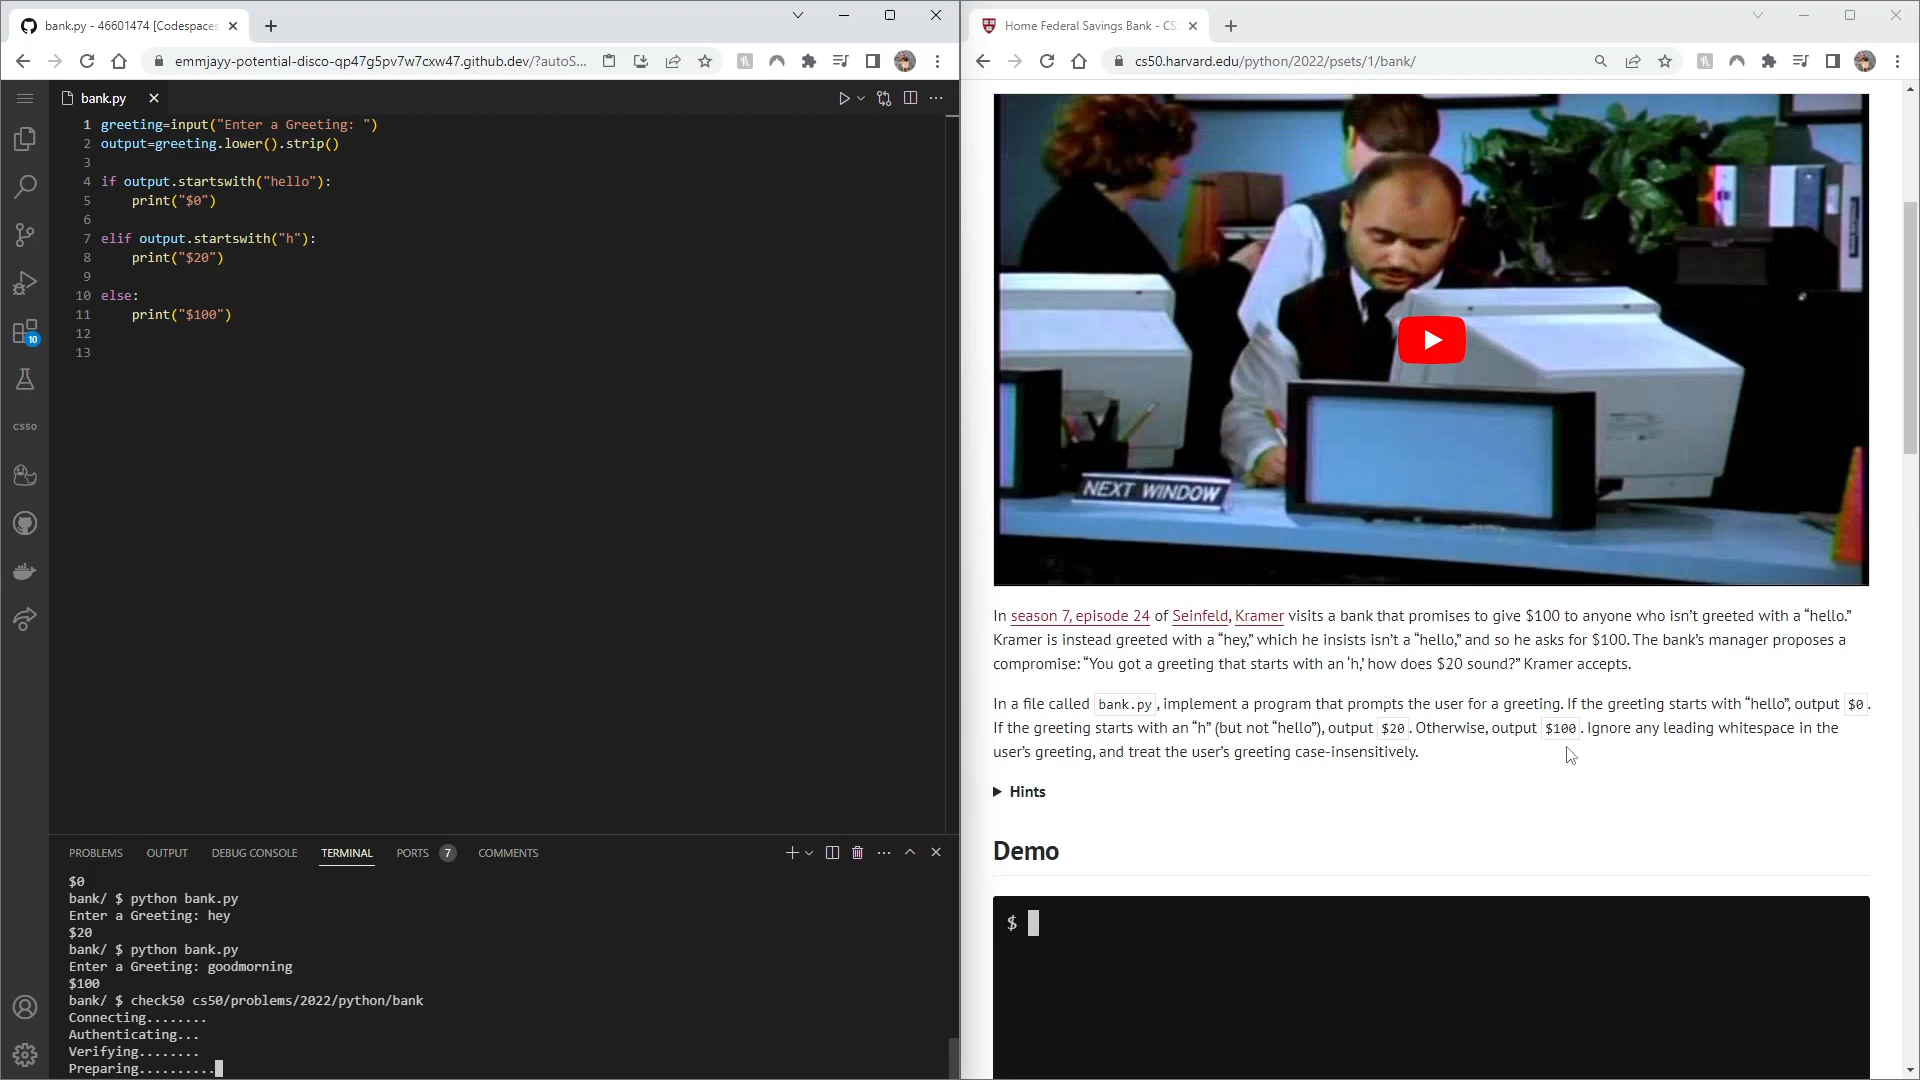 bank.py - 46601474 [Codespaces
emmjayy-potential-disco-qp47g5pv7w7cxw47.github.dev/?autoS...
bank.py
1 greeting=input("Enter a Greeting: ")
2 output=greeting.lower().strip()
3
4 if output.startswith("hello"):
5 print("$0")
6
7 elif output.startswith("h"):
8 print("$20")
9
10 else:
11 print("$100")
12
13
10
CS50
PROBLEMS OUTPUT DEBUG CONSOLE TERMINAL PORTS 7 COMMENTS
$0
bank/ $ python bank.py
Enter a Greeting: hey
$20
bank/ $ python bank.py
Enter a Greeting: goodmorning
$100
bank/ $ check50 cs50/problems/2022/python/bank
Connecting........
Authenticating...
Verifying........
Preparing..........
Home Federal Savings Bank - CS
cs50.harvard.edu/python/2022/psets/1/bank/
NEXT WINDOW
In season 7, episode 24 of Seinfeld, Kramer visits a bank that promises to give $100 to anyone who isn’t greeted with a “hello.”
Kramer is instead greeted with a “hey,” which he insists isn’t a “hello,” and so he asks for $100. The bank’s manager proposes a
compromise: “You got a greeting that starts with an ‘h,’ how does $20 sound?” Kramer accepts.
In a file called bank.py, implement a program that prompts the user for a greeting. If the greeting starts with “hello”, output $0.
If the greeting starts with an “h” (but not “hello”), output $20. Otherwise, output $100. Ignore any leading whitespace in the
user’s greeting, and treat the user’s greeting case-insensitively.
Hints
Demo
$